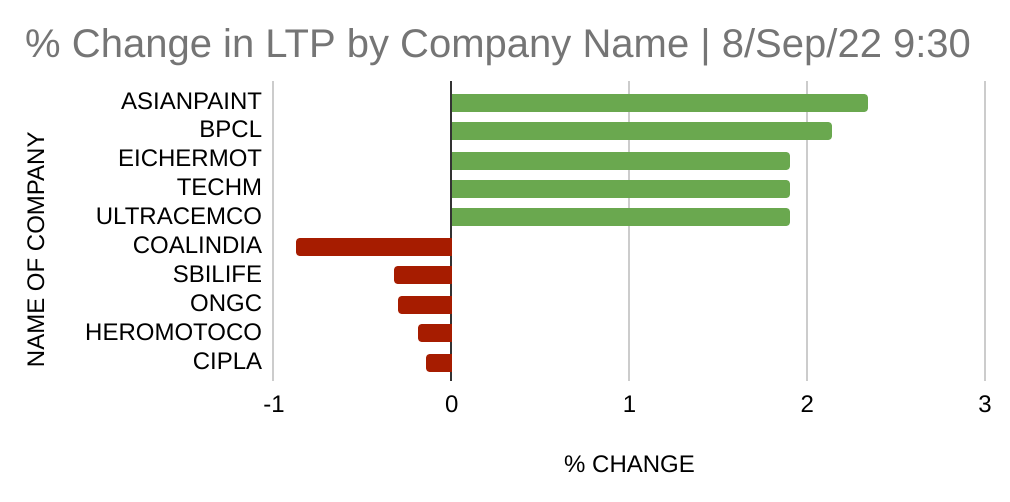 % Change in LTP by Company Name | 8/Sep/22 9:30
NAME OF COMPANY
ASIANPAINT
BPCL
EICHERMOT
TECHM
ULTRACEMCO
COALINDIA
SBILIFE
ONGC
HEROMOTOCO
CIPLA
-1 0 1 2 3
% CHANGE